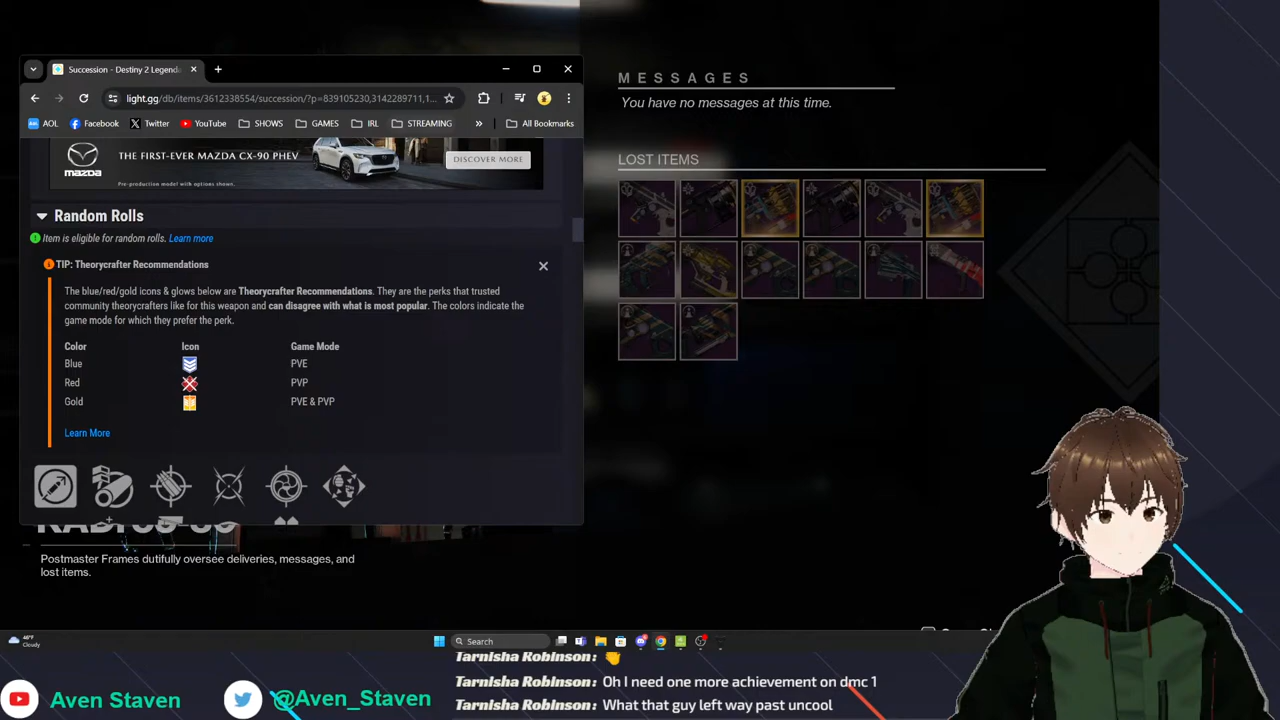 Succession - Destiny 2 Legenda
light.gg/db/items/3612338554/succession/?p=839105230,3142289711,1...
AOL
Facebook
Twitter
YouTube
SHOWS
GAMES
IRL
STREAMING
»
All Bookmarks
mazda
THE FIRST-EVER MAZDA CX-90 PHEV
DISCOVER MORE
Pre-production model with options shown.
Random Rolls
Item is eligible for random rolls. Learn more
TIP: Theorycrafter Recommendations
The blue/red/gold icons & glows below are Theorycrafter Recommendations. They are the perks that trusted
community theorycrafters like for this weapon and can disagree with what is most popular. The colors indicate the
game mode for which they prefer the perk.
Color Icon Game Mode
Blue PVE
Red PVP
Gold PVE & PVP
Learn More
Postmaster Frames dutifully oversee deliveries, messages, and
lost items.
MESSAGES
You have no messages at this time.
LOST ITEMS
48°F
Cloudy
Search
Tarnisha Robinson:
Tarnisha Robinson: Oh I need one more achievement on dmc 1
Tarnisha Robinson: What that guy left way past uncool
Aven Staven
@Aven_Staven